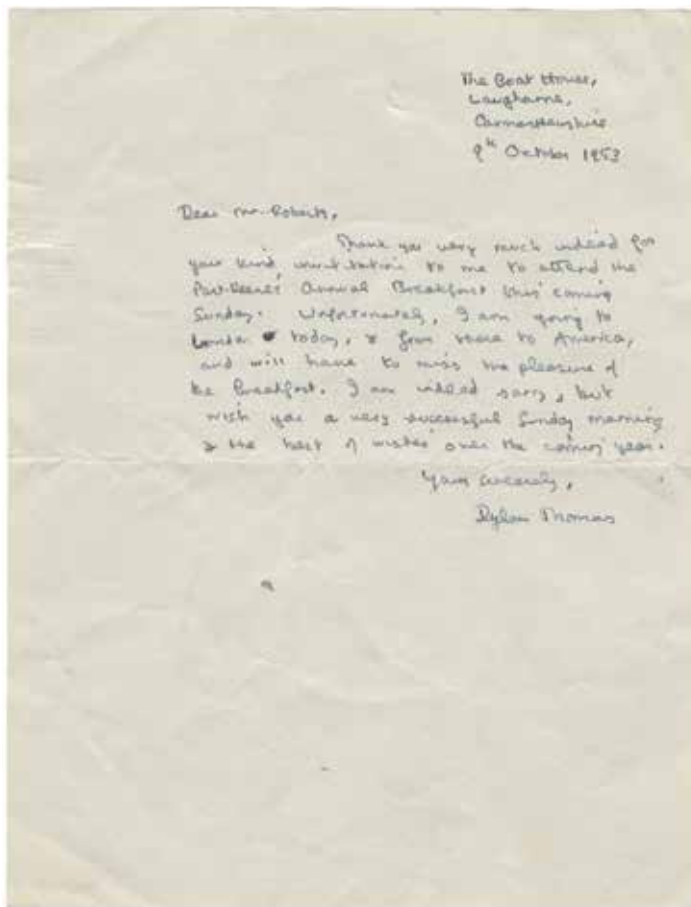 The Boat House,
Laugharne,
Carmarthenshire
9th October 1953
Dear Mr. Roberts,
Thank you very much indeed for
your kind invitation to me to attend the
Portreeve's Annual Breakfast this coming
Sunday. Unfortunately, I am going to
London today, & from there to America,
and will have to miss the pleasure of
the Breakfast. I am indeed sorry, but
wish you a very successful Sunday morning
& the best of wishes over the coming year.
Yours sincerely,
Dylan Thomas